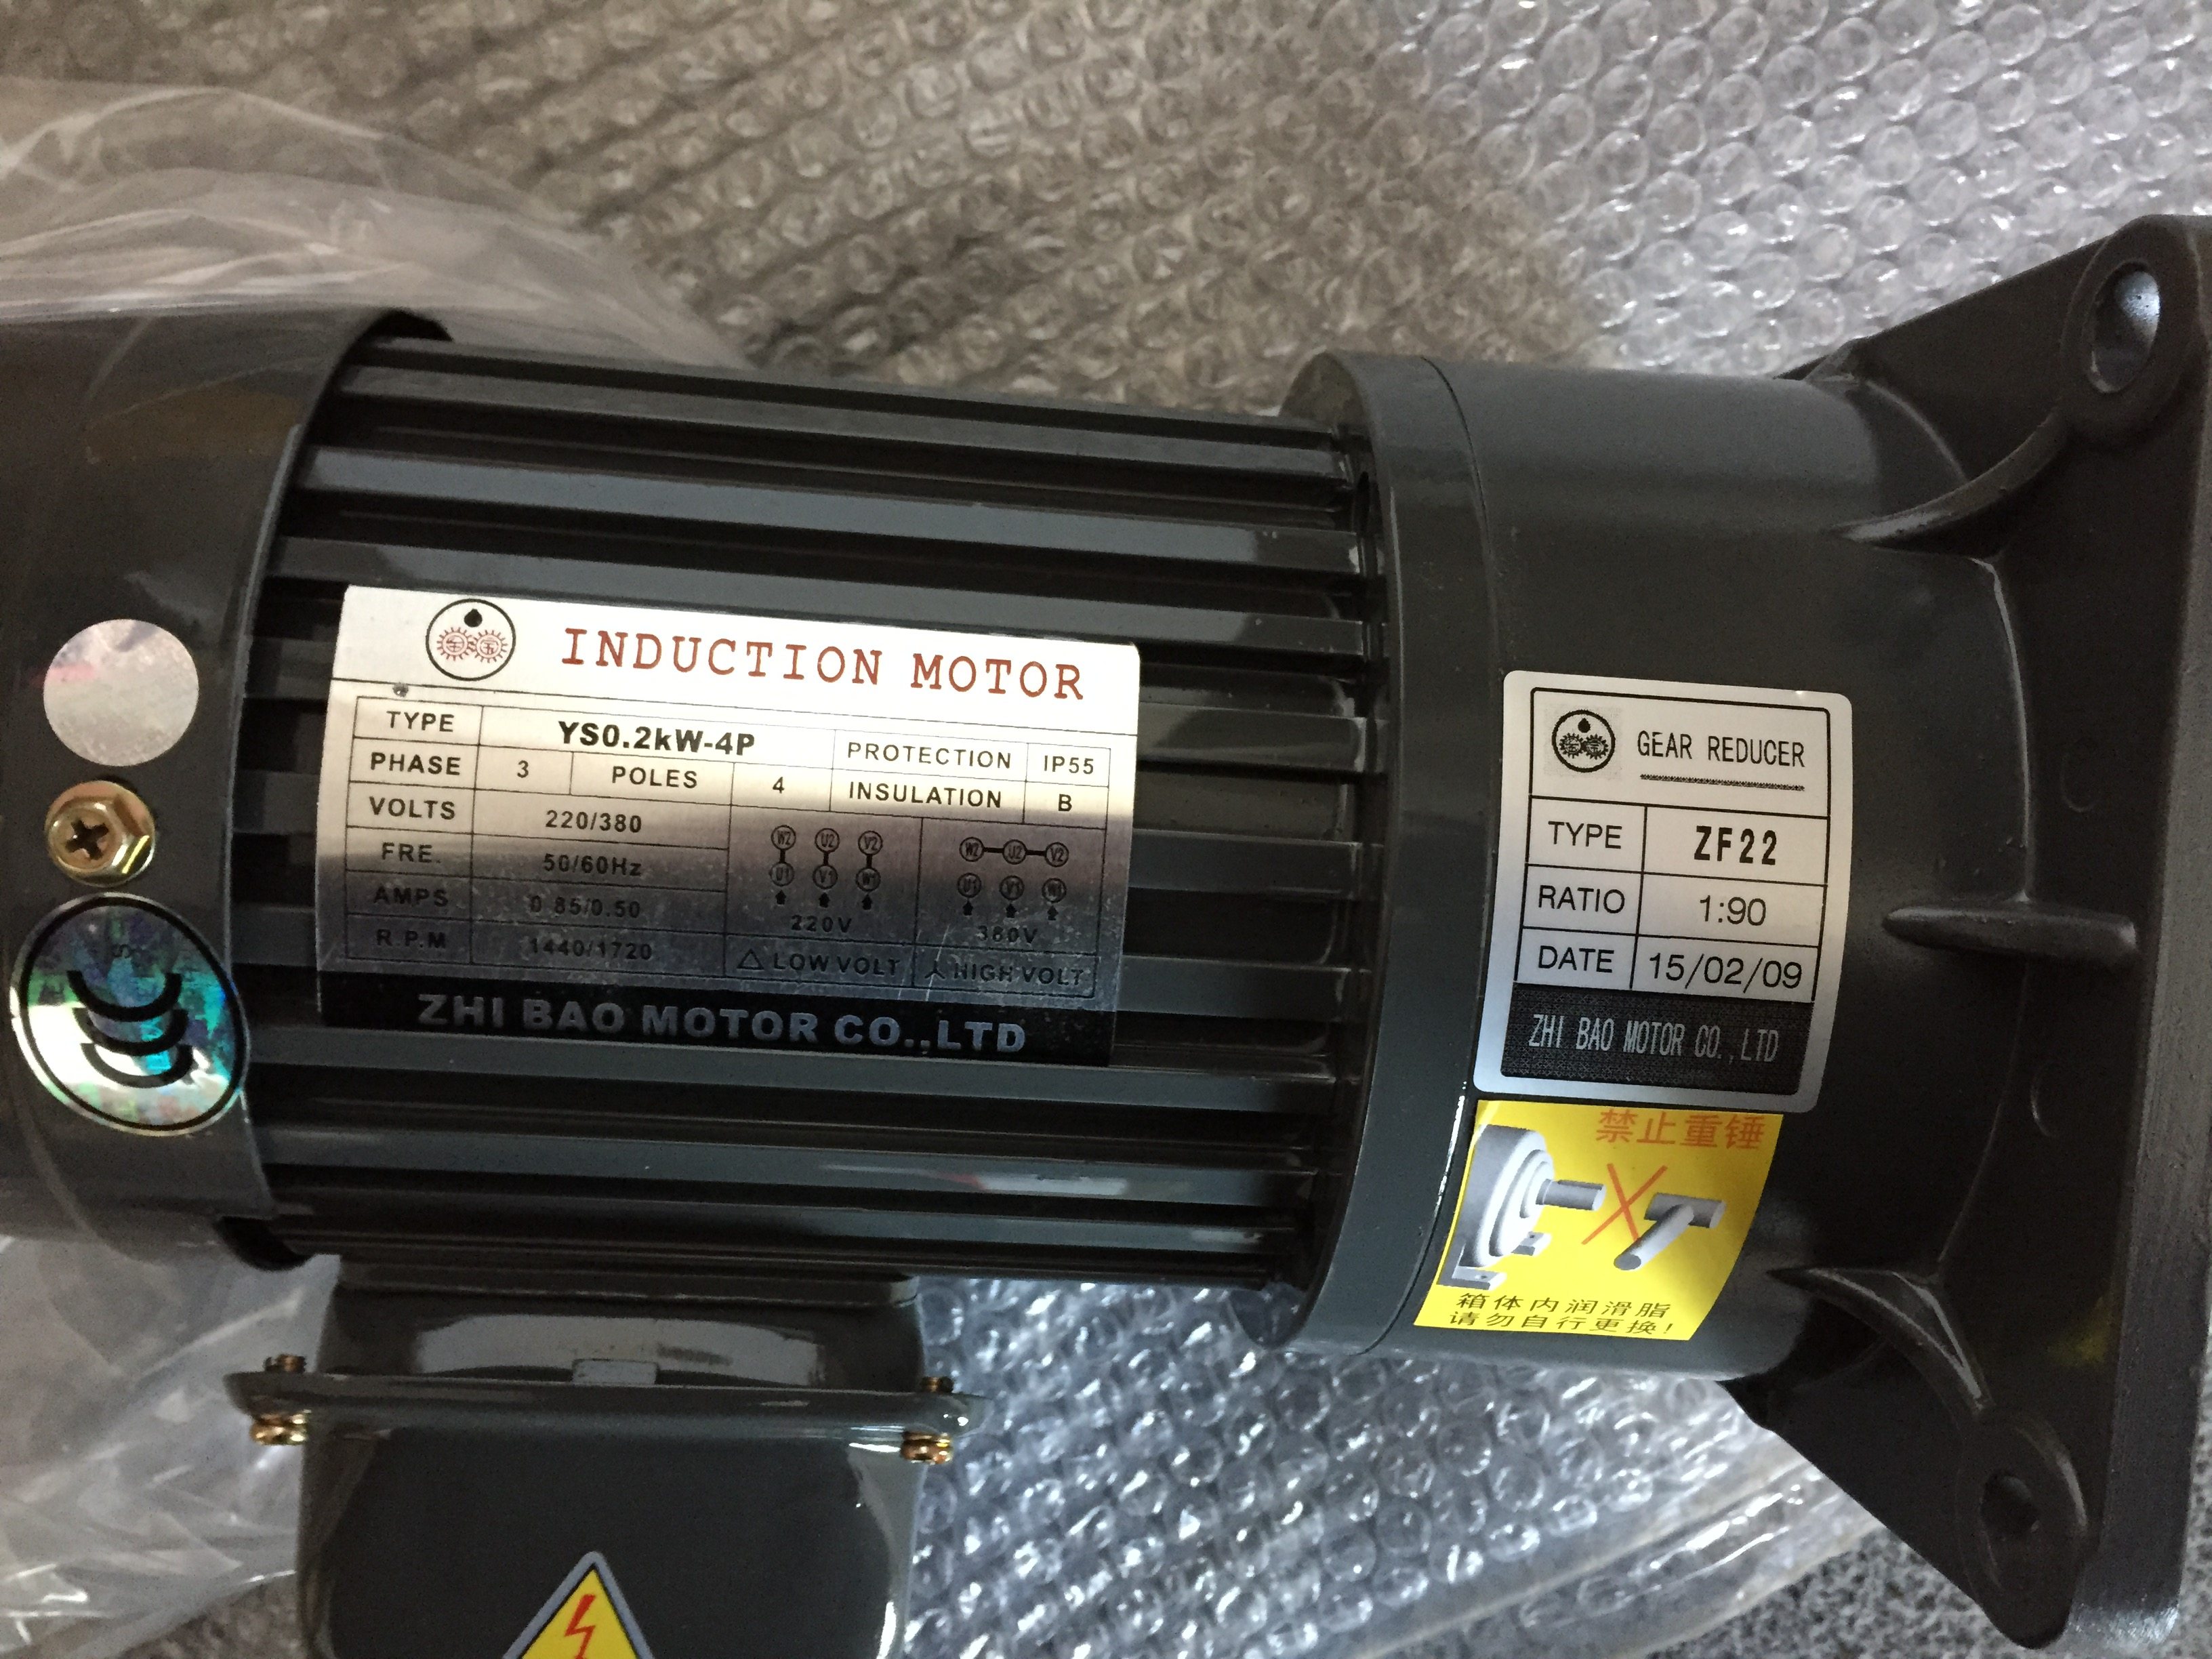 INDUCTION MOTOR
TYPE YS0.2kW-4P PROTECTION IP55
PHASE 3 POLES 4 INSULATION B
VOLTS 220/380
FRE. 50/60Hz
AMPS 0.85/0.50
R.P.M 1440/1720
W2 U2 V2
U1 V1 W1
220V
△ LOW VOLT
W2 U2 V2
U1 V1 W1
380V
HIGH VOLT
ZHI BAO MOTOR CO.,LTD
GEAR REDUCER
TYPE ZF22
RATIO 1:90
DATE 15/02/09
ZHI BAO MOTOR CO.,LTD
禁止重锤
箱体内润滑脂
请勿自行更换!